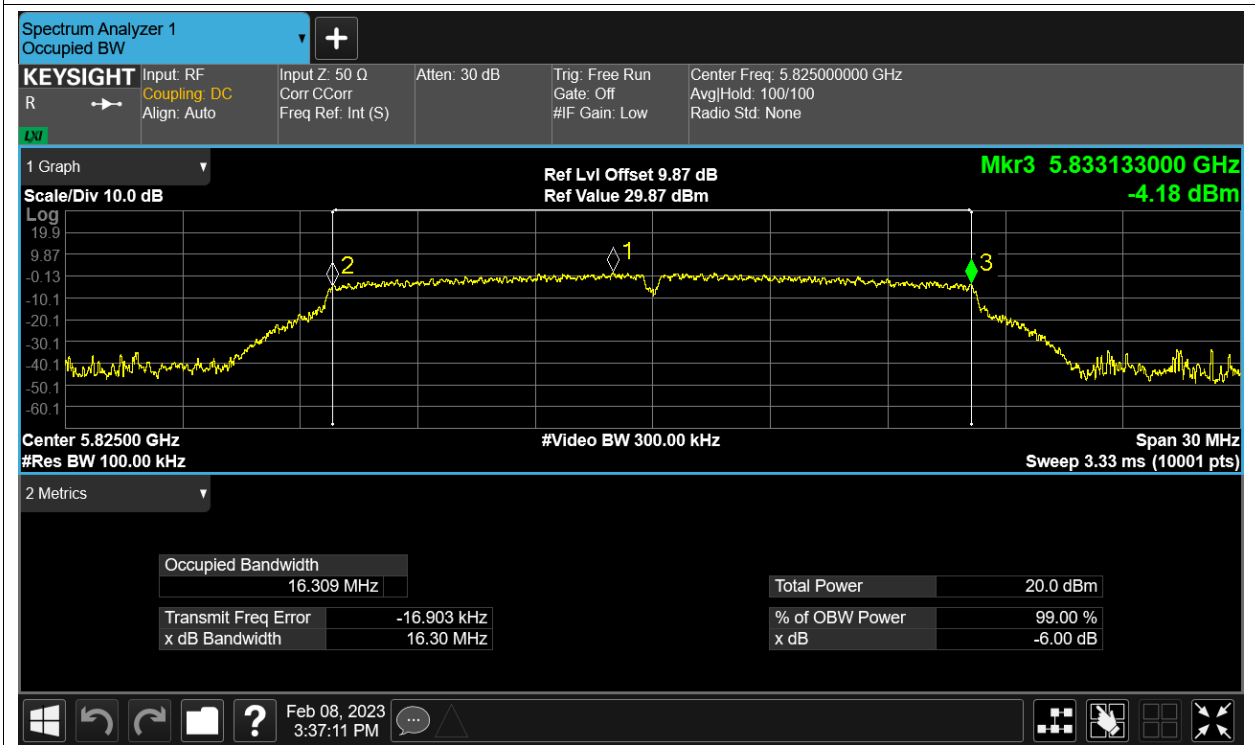 Spectrum Analyzer 1
Occupied BW
KEYSIGHT
R
LXI
Input: RF
Coupling: DC
Align: Auto
Input Z: 50 Ω
Corr CCorr
Freq Ref: Int (S)
Atten: 30 dB
Trig: Free Run
Gate: Off
#IF Gain: Low
Center Freq: 5.825000000 GHz
Avg|Hold: 100/100
Radio Std: None
1 Graph
Scale/Div 10.0 dB
Ref Lvl Offset 9.87 dB
Ref Value 29.87 dBm
Mkr3 5.833133000 GHz
-4.18 dBm
Log
19.9
9.87
-0.13
-10.1
-20.1
-30.1
-40.1
-50.1
-60.1
2
1
3
Center 5.82500 GHz
#Res BW 100.00 kHz
#Video BW 300.00 kHz
Span 30 MHz
Sweep 3.33 ms (10001 pts)
2 Metrics
Occupied Bandwidth
16.309 MHz
Transmit Freq Error -16.903 kHz
x dB Bandwidth 16.30 MHz
Total Power 20.0 dBm
% of OBW Power 99.00 %
x dB -6.00 dB
?
Feb 08, 2023
3:37:11 PM